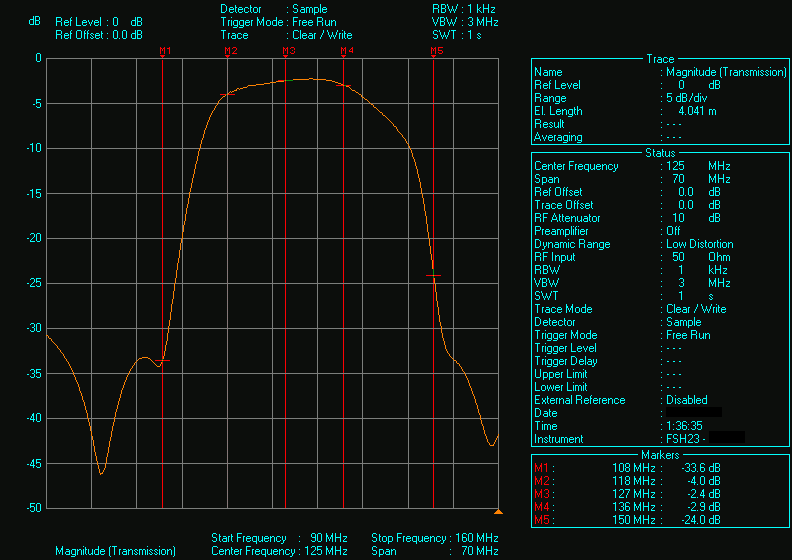 dB
Ref Level : 0 dB
Ref Offset : 0.0 dB
Detector : Sample
Trigger Mode : Free Run
Trace : Clear / Write
RBW : 1 kHz
VBW : 3 MHz
SWT : 1 s
M1 M2 M3 M4 M5
0
-5
-10
-15
-20
-25
-30
-35
-40
-45
-50
Start Frequency : 90 MHz
Stop Frequency : 160 MHz
Magnitude (Transmission)
Center Frequency : 125 MHz
Span : 70 MHz
Trace
Name : Magnitude (Transmission)
Ref Level : 0 dB
Range : 5 dB/div
El. Length : 4.041 m
Result : - - -
Averaging : - - -
Status
Center Frequency : 125 MHz
Span : 70 MHz
Ref Offset : 0.0 dB
Trace Offset : 0.0 dB
RF Attenuator : 10 dB
Preamplifier : Off
Dynamic Range : Low Distortion
RF Input : 50 Ohm
RBW : 1 kHz
VBW : 3 MHz
SWT : 1 s
Trace Mode : Clear / Write
Detector : Sample
Trigger Mode : Free Run
Trigger Level : - - -
Trigger Delay : - - -
Upper Limit : - - -
Lower Limit : - - -
External Reference : Disabled
Date :
Time : 1:36:35
Instrument : FSH23 -
Markers
M1 : 108 MHz : -33.6 dB
M2 : 118 MHz : -4.0 dB
M3 : 127 MHz : -2.4 dB
M4 : 136 MHz : -2.9 dB
M5 : 150 MHz : -24.0 dB